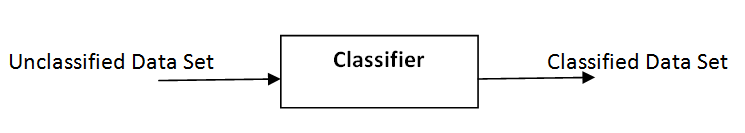 Unclassified Data Set
Classifier
Classified Data Set